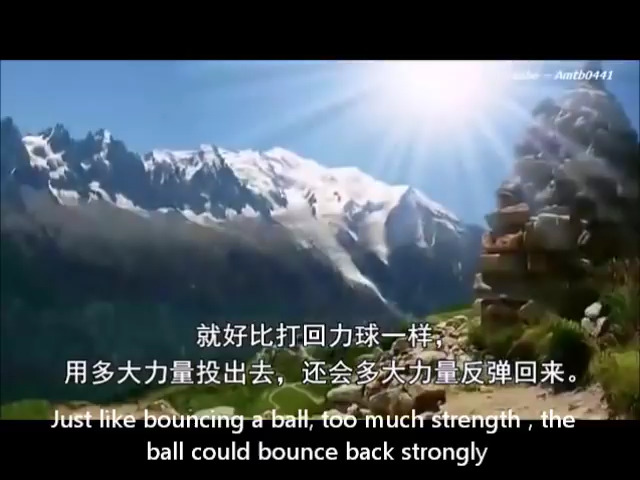 Amtb0441
就好比打回力球一样，
用多大力量投出去，还会多大力量反弹回来。
Just like bouncing a ball, too much strength , the
ball could bounce back strongly